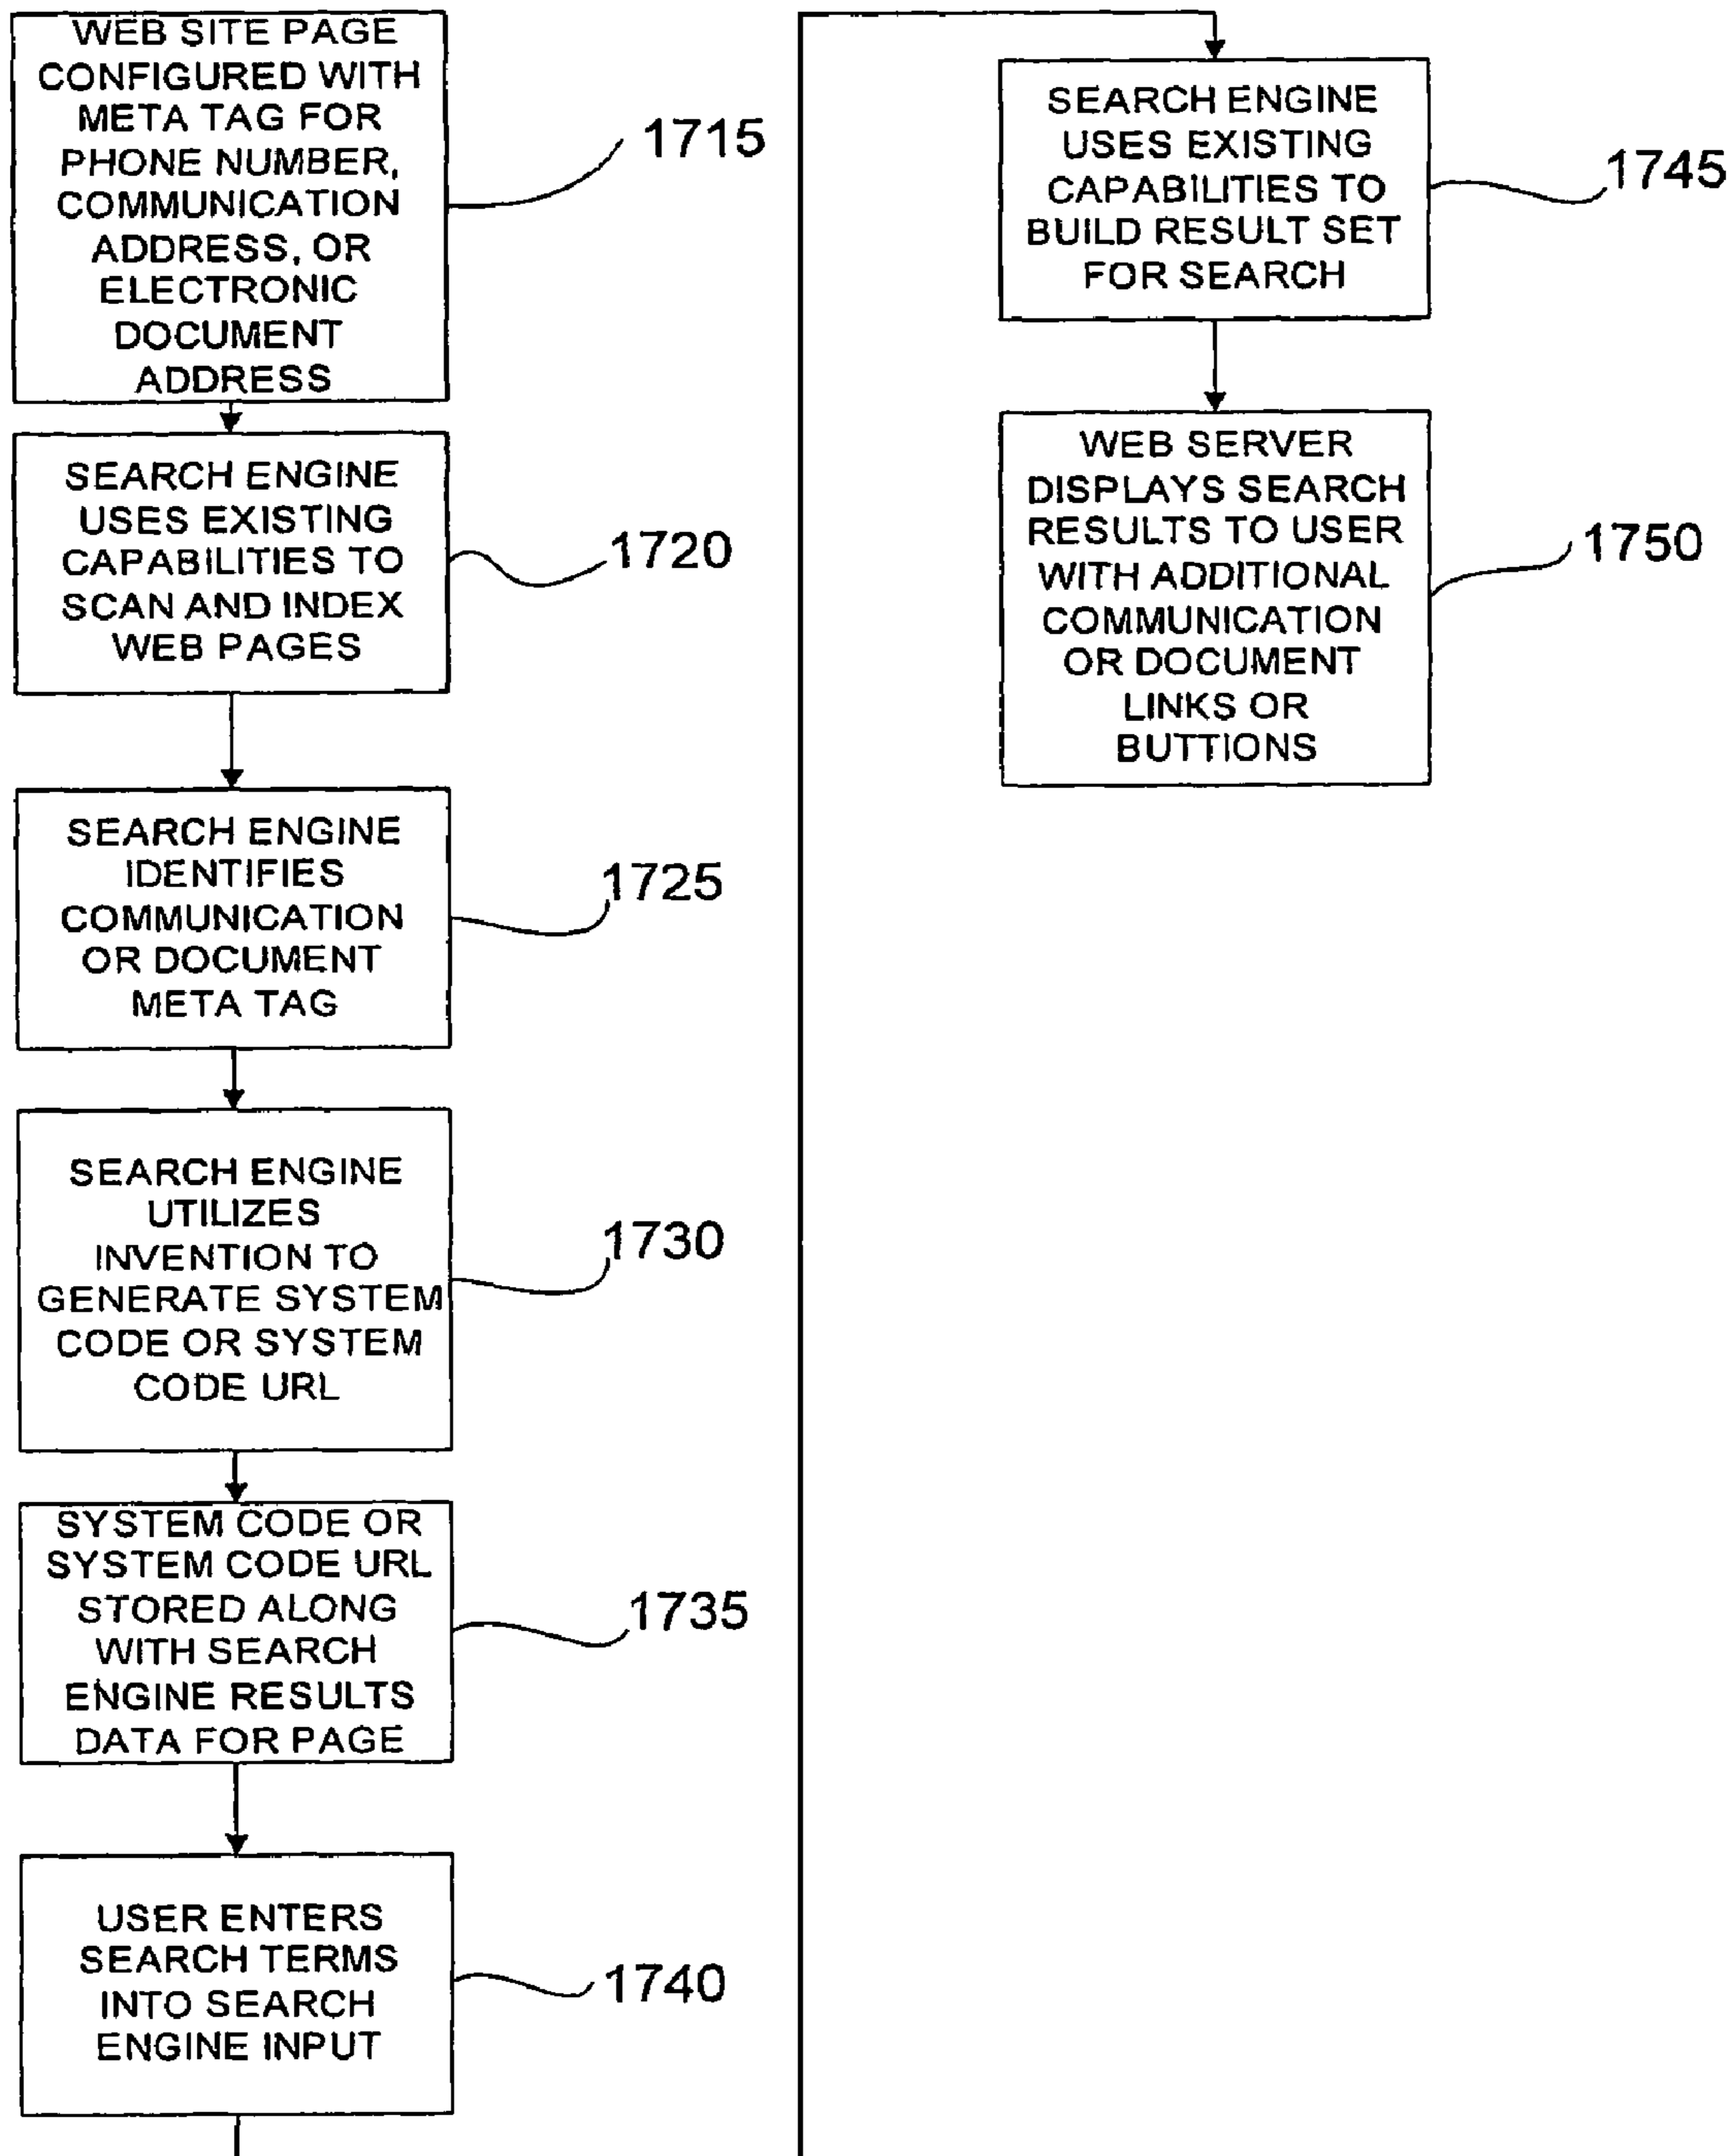 WEB SITE PAGE
CONFIGURED WITH
META TAG FOR
PHONE NUMBER,
COMMUNICATION
ADDRESS, OR
ELECTRONIC
DOCUMENT
ADDRESS
1715
SEARCH ENGINE
USES EXISTING
CAPABILITIES TO
SCAN AND INDEX
WEB PAGES
1720
SEARCH ENGINE
IDENTIFIES
COMMUNICATION
OR DOCUMENT
META TAG
1725
SEARCH ENGINE
UTILIZES
INVENTION TO
GENERATE SYSTEM
CODE OR SYSTEM
CODE URL
1730
SYSTEM CODE OR
SYSTEM CODE URL
STORED ALONG
WITH SEARCH
ENGINE RESULTS
DATA FOR PAGE
1735
USER ENTERS
SEARCH TERMS
INTO SEARCH
ENGINE INPUT
1740
SEARCH ENGINE
USES EXISTING
CAPABILITIES TO
BUILD RESULT SET
FOR SEARCH
1745
WEB SERVER
DISPLAYS SEARCH
RESULTS TO USER
WITH ADDITIONAL
COMMUNICATION
OR DOCUMENT
LINKS OR
BUTTIONS
1750